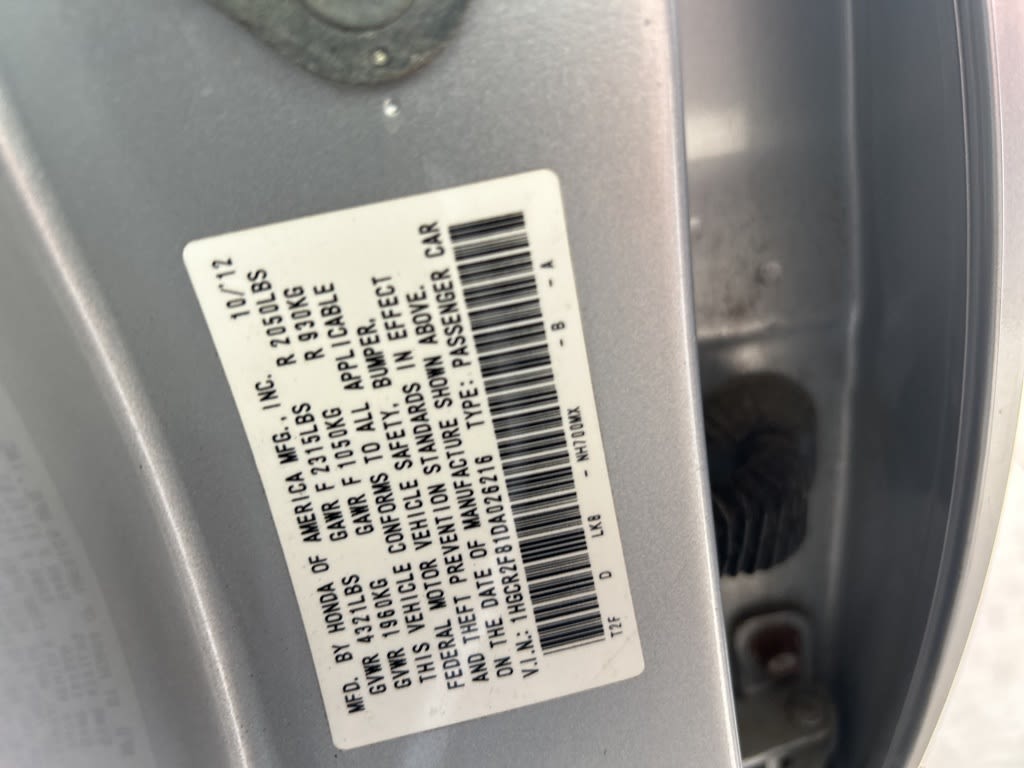 MFD. BY HONDA OF AMERICA MFG., INC. 10/'12
GVWR 4321LBS GAWR F 2315LBS R 2050LBS
GVWR 1960KG GAWR F 1050KG R 930KG
THIS VEHICLE CONFORMS TO ALL APPLICABLE
FEDERAL MOTOR VEHICLE SAFETY, BUMPER,
AND THEFT PREVENTION STANDARDS IN EFFECT
ON THE DATE OF MANUFACTURE SHOWN ABOVE.
V.I.N.: 1HGCR2F81DA026216 TYPE: PASSENGER CAR
T2F D LK8 - NH700MX - B - A